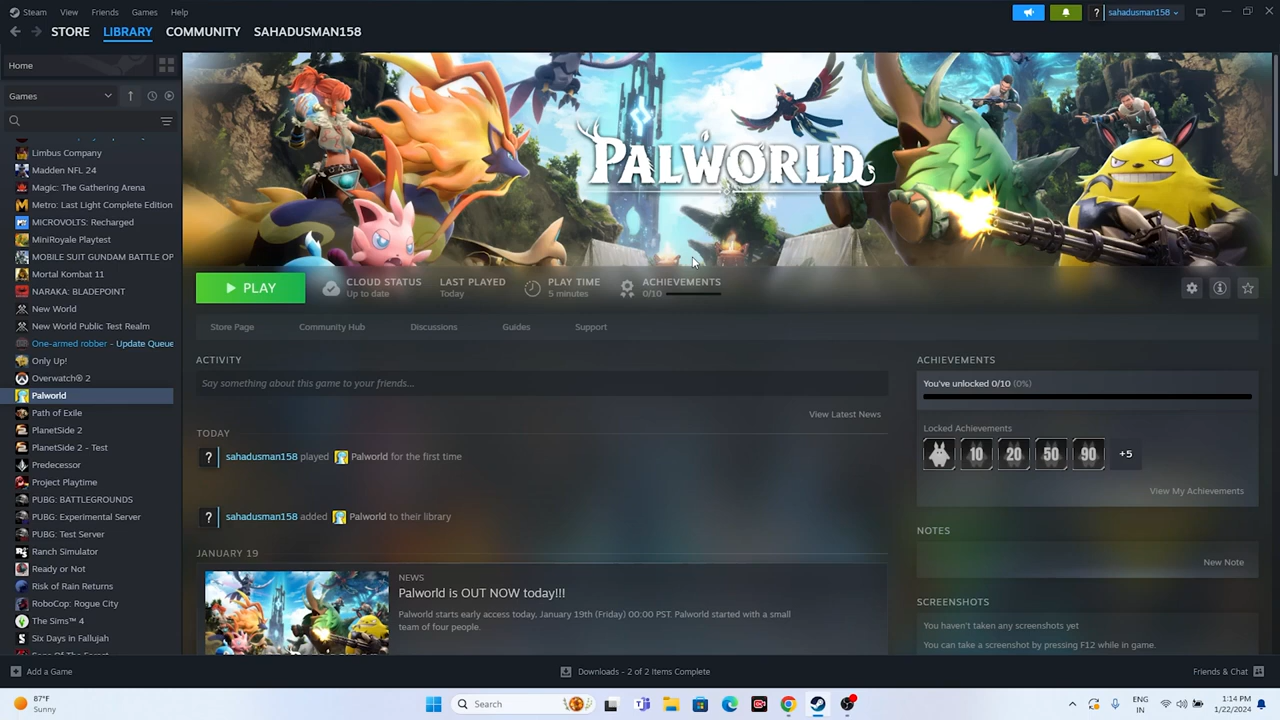 Steam View Friends Games Help
sahadusman158
STORE LIBRARY COMMUNITY SAHADUSMAN158
Home
Games
PALWORLD
Limbus Company
Madden NFL 24
Magic: The Gathering Arena
Metro: Last Light Complete Edition
MICROVOLTS: Recharged
MiniRoyale Playtest
MOBILE SUIT GUNDAM BATTLE OP
Mortal Kombat 11
NARAKA: BLADEPOINT
New World
New World Public Test Realm
One-armed robber - Update Queue
Only Up!
Overwatch® 2
Palworld
Path of Exile
PlanetSide 2
PlanetSide 2 - Test
Predecessor
Project Playtime
PUBG: BATTLEGROUNDS
PUBG: Experimental Server
PUBG: Test Server
Ranch Simulator
Ready or Not
Risk of Rain Returns
RoboCop: Rogue City
The Sims™ 4
Six Days in Fallujah
PLAY
CLOUD STATUS
Up to date
LAST PLAYED
Today
PLAY TIME
5 minutes
ACHIEVEMENTS
0/10
Store Page Community Hub Discussions Guides Support
ACTIVITY
Say something about this game to your friends...
View Latest News
TODAY
? sahadusman158 played Palworld for the first time
? sahadusman158 added Palworld to their library
JANUARY 19
NEWS
Palworld is OUT NOW today!!!
Palworld starts early access today, January 19th (Friday) 00:00 PST. Palworld started with a small
team of four people.
ACHIEVEMENTS
You've unlocked 0/10 (0%)
Locked Achievements
10 20 50 90 +5
View My Achievements
NOTES
New Note
SCREENSHOTS
You haven't taken any screenshots yet
You can take a screenshot by pressing F12 while in game.
Add a Game
Downloads - 2 of 2 Items Complete
Friends & Chat
87°F
Sunny
Search
ENG
IN
1:14 PM
1/22/2024